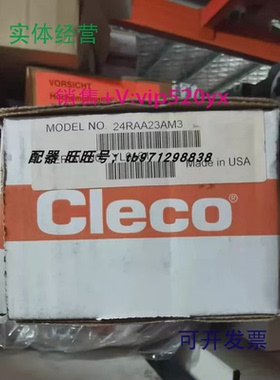 实体经营
VORSICHT
销售+V:vip520yx
MODEL NO. 24RAA23AM3
配器 旺旺号:tb971298838
Made in USA
Cleco
可开发票